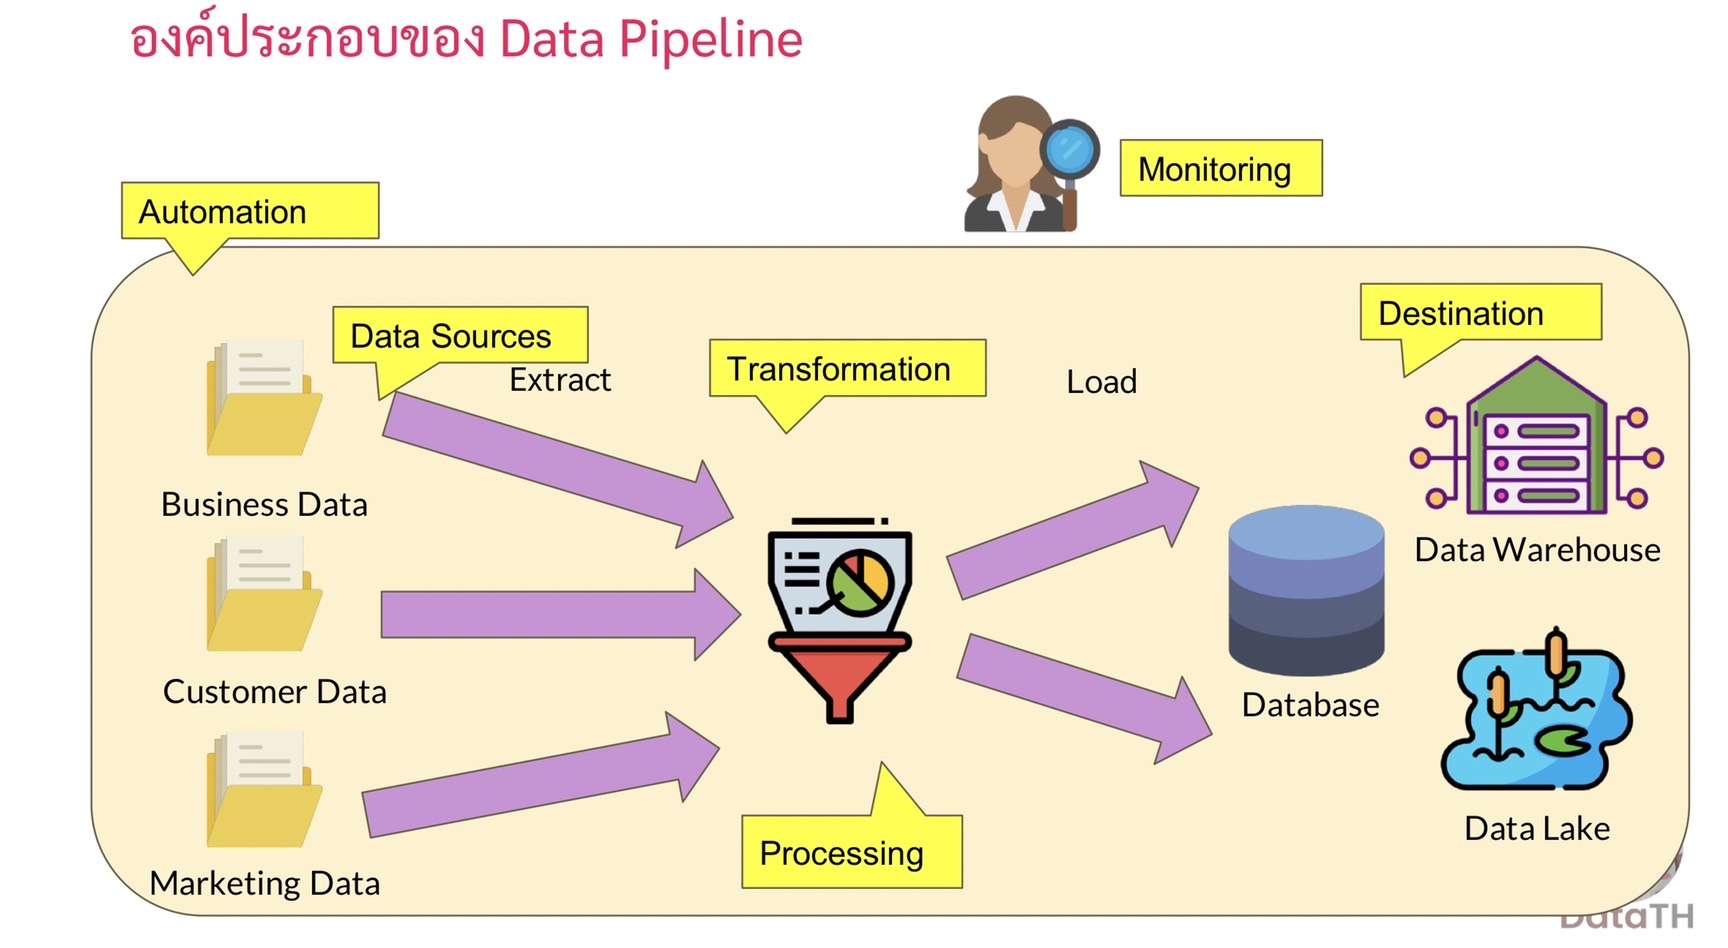 องค์ประกอบของ Data Pipeline
Monitoring
Automation
Data Sources
Extract
Transformation
Load
Destination
Business Data
Customer Data
Marketing Data
Processing
Database
Data Warehouse
Data Lake
DataTH